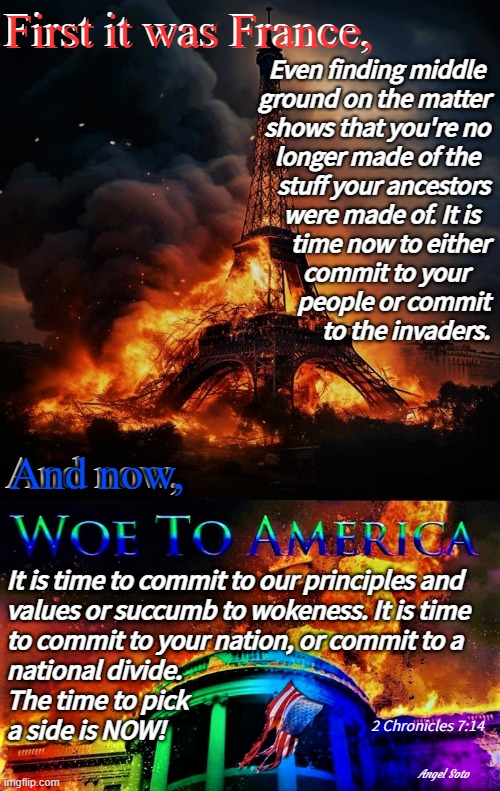 First it was France,
Even finding middle
ground on the matter
shows that you're no
longer made of the
stuff your ancestors
were made of. It is
time now to either
commit to your
people or commit
to the invaders.
And now,
WOE TO AMERICA
It is time to commit to our principles and
values or succumb to wokeness. It is time
to commit to your nation, or commit to a
national divide.
The time to pick
a side is NOW!
2 Chronicles 7:14
Angel Soto
imgflip.com